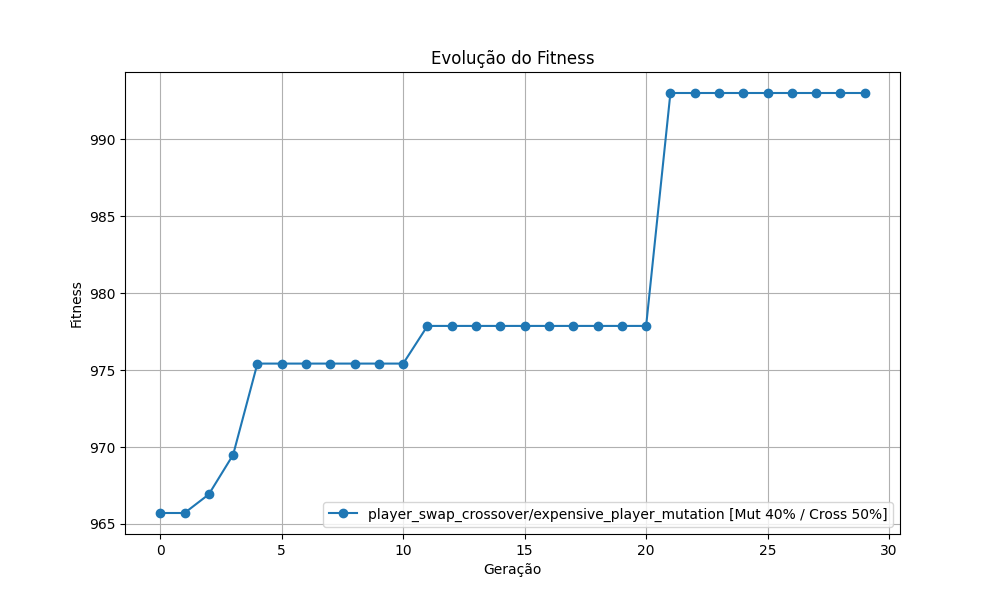 Evolução do Fitness
Fitness
990
985
980
975
970
965
player_swap_crossover/expensive_player_mutation [Mut 40% / Cross 50%]
0 5 10 15 20 25 30
Geração